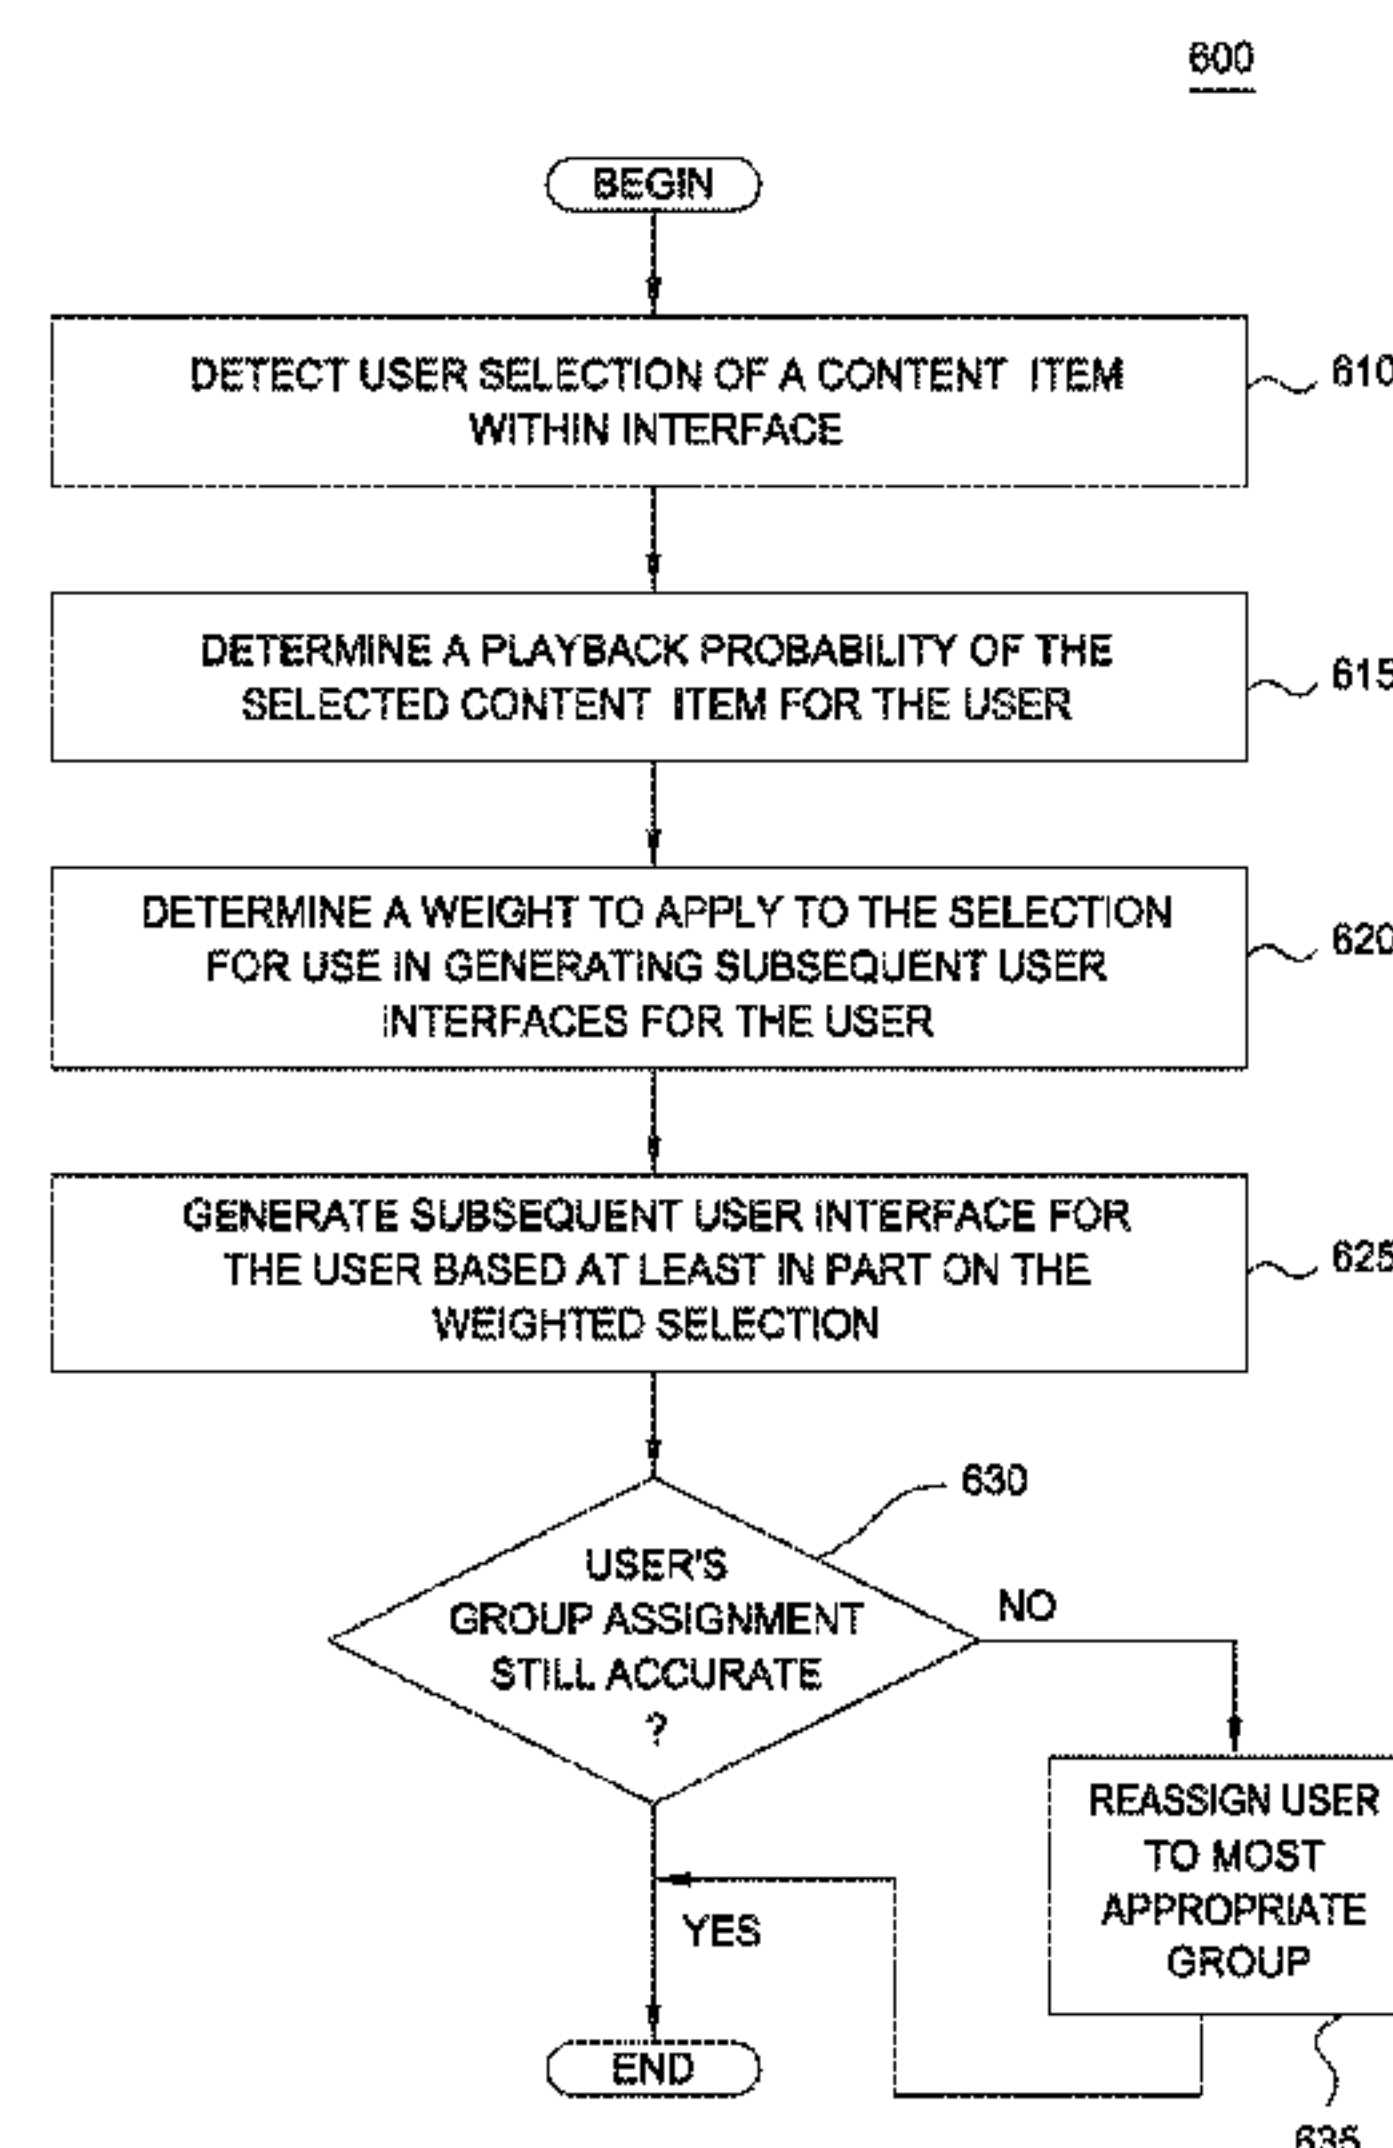 600
BEGIN
DETECT USER SELECTION OF A CONTENT ITEM
WITHIN INTERFACE
610
DETERMINE A PLAYBACK PROBABILITY OF THE
SELECTED CONTENT ITEM FOR THE USER
615
DETERMINE A WEIGHT TO APPLY TO THE SELECTION
FOR USE IN GENERATING SUBSEQUENT USER
INTERFACES FOR THE USER
620
GENERATE SUBSEQUENT USER INTERFACE FOR
THE USER BASED AT LEAST IN PART ON THE
WEIGHTED SELECTION
625
630
USER'S
GROUP ASSIGNMENT
STILL ACCURATE
?
NO
REASSIGN USER
TO MOST
APPROPRIATE
GROUP
YES
END
635